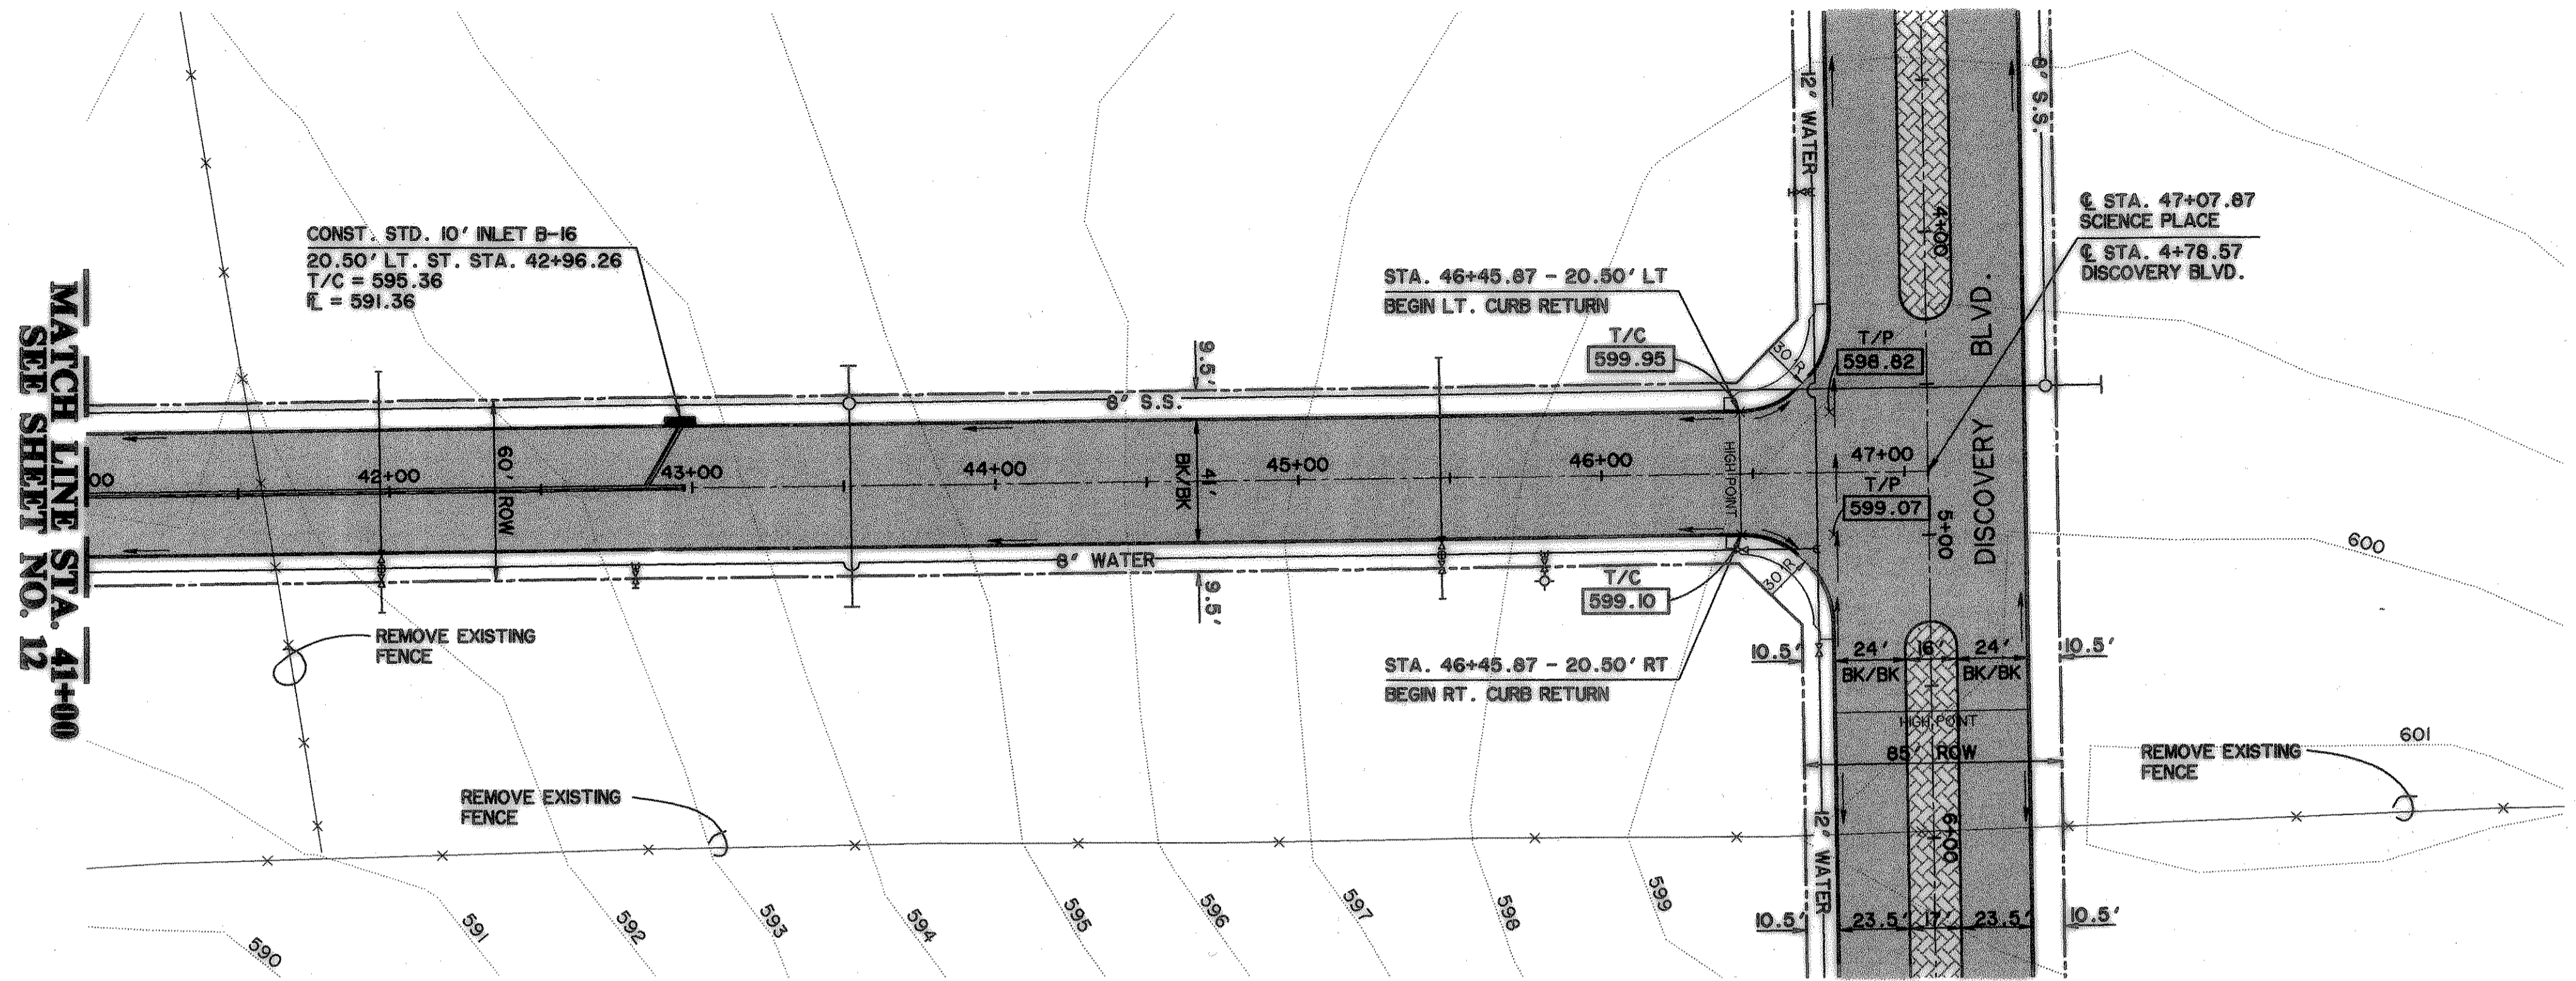 MATCH LINE STA. 41+00
SEE SHEET NO. 12
CONST. STD. 10' INLET B-16
20.50' LT. ST. STA. 42+96.26
T/C = 595.36
FL = 591.36
STA. 46+45.87 - 20.50' LT
BEGIN LT. CURB RETURN
T/C
599.95
30'R
T/P
598.82
12" WATER
8" S.S.
4+00
℄ STA. 47+07.87
SCIENCE PLACE
℄ STA. 4+78.57
DISCOVERY BLVD.
DISCOVERY BLVD.
9.5'
8" S.S.
00
42+00
60' ROW
43+00
44+00
41'
BK/BK
45+00
46+00
HIGH POINT
47+00
T/P
599.07
5+00
8" WATER
9.5'
T/C
599.10
30'R
STA. 46+45.87 - 20.50' RT
BEGIN RT. CURB RETURN
REMOVE EXISTING
FENCE
REMOVE EXISTING
FENCE
10.5'
24'
16'
24'
10.5'
BK/BK
BK/BK
HIGH POINT
85' ROW
6+00
12" WATER
10.5'
23.5'
17'
23.5'
10.5'
REMOVE EXISTING
FENCE
600
601
590
591
592
593
594
595
596
597
598
599